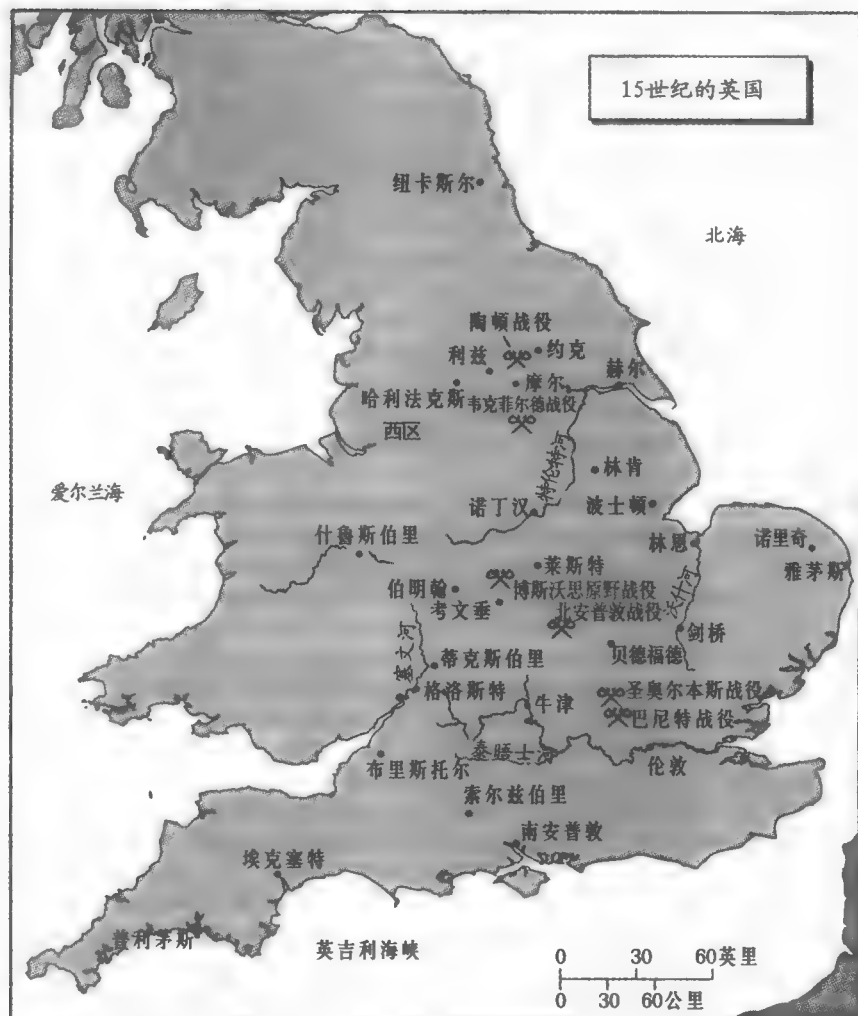 15世纪的英国
纽卡斯尔
北海
陶顿战役
约克
利兹
赫尔
摩尔
哈利法克斯
韦克菲尔德战役
西区
特伦特河
林肯
爱尔兰海
诺丁汉
波士顿
什鲁斯伯里
林恩
诺里奇
莱斯特
雅茅斯
伯明翰
博斯沃思原野战役
考文垂
北安普敦战役
沃什河
剑桥
塞文河
蒂克斯伯里
贝德福德
格洛斯特
牛津
圣奥尔本斯战役
巴尼特战役
泰晤士河
布里斯托尔
伦敦
索尔兹伯里
南安普敦
埃克塞特
普利茅斯
英吉利海峡
0 30 60英里
0 30 60公里